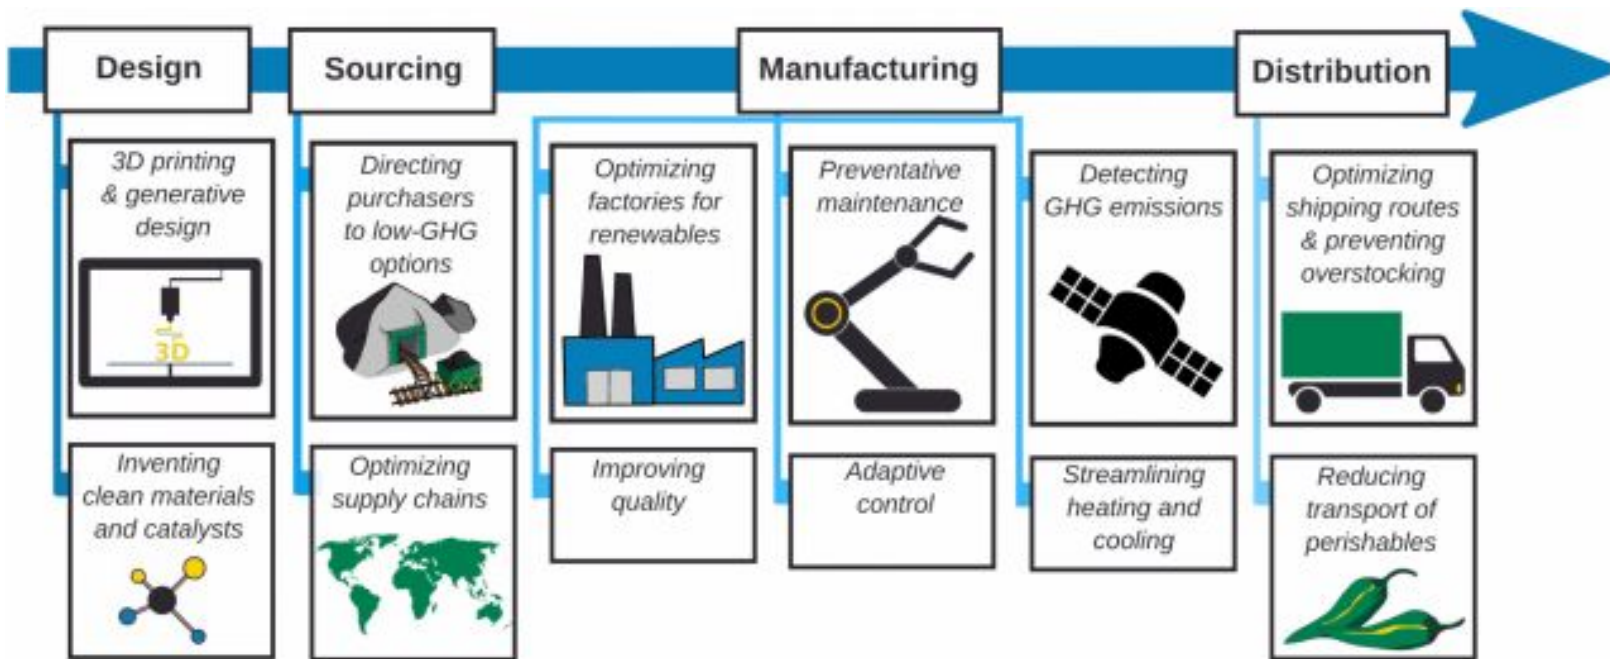 Design
Sourcing
Manufacturing
Distribution
3D printing
& generative
design
3D
Directing
purchasers
to low-GHG
options
Optimizing
factories for
renewables
Preventative
maintenance
Detecting
GHG emissions
Optimizing
shipping routes
& preventing
overstocking
Inventing
clean materials
and catalysts
Optimizing
supply chains
Improving
quality
Adaptive
control
Streamlining
heating and
cooling
Reducing
transport of
perishables